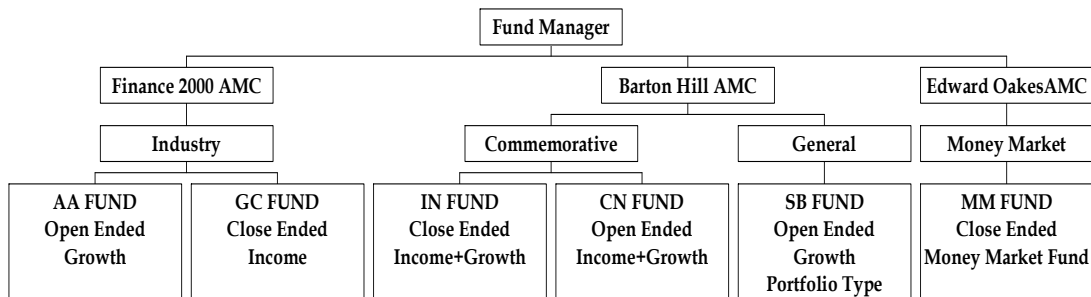 Fund Manager
Finance 2000 AMC
Barton Hill AMC
Edward OakesAMC
Industry
Commemorative
General
Money Market
AA FUND
Open Ended
Growth
GC FUND
Close Ended
Income
IN FUND
Close Ended
Income+Growth
CN FUND
Open Ended
Income+Growth
SB FUND
Open Ended
Growth
Portfolio Type
MM FUND
Close Ended
Money Market Fund